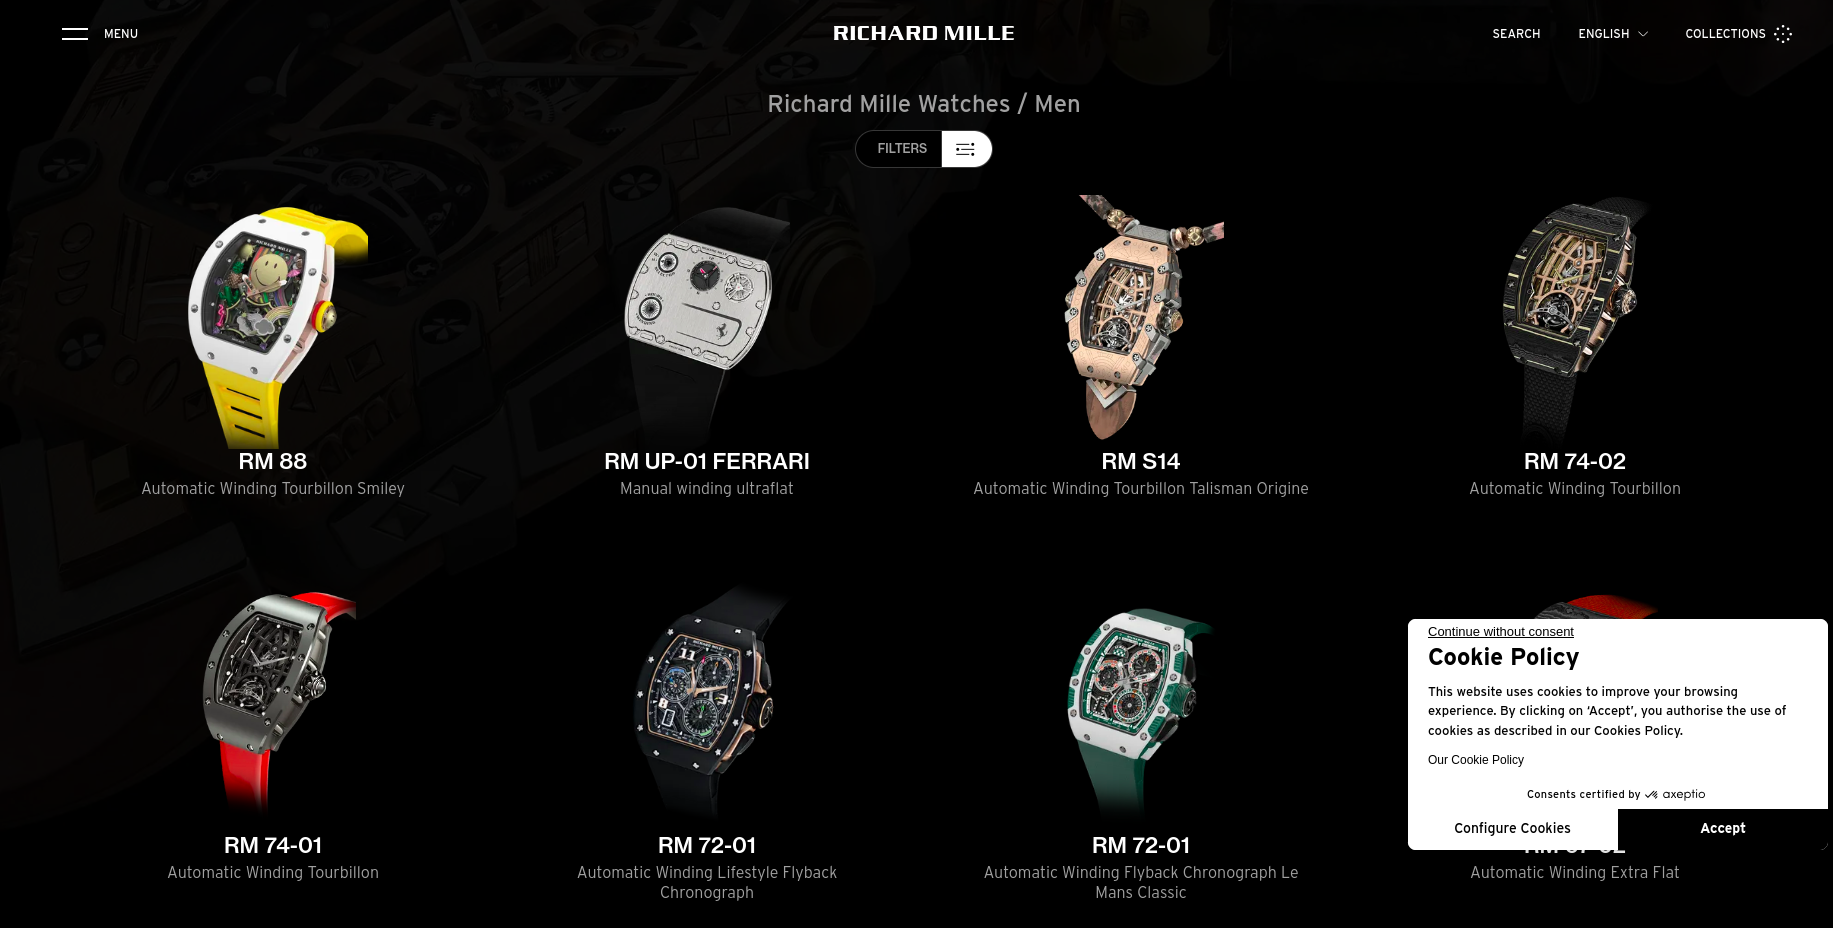 MENU
RICHARD MILLE
SEARCH
ENGLISH
COLLECTIONS
Richard Mille Watches / Men
FILTERS
RM 88
Automatic Winding Tourbillon Smiley
RM UP-01 FERRARI
Manual winding ultraflat
RM S14
Automatic Winding Tourbillon Talisman Origine
RM 74-02
Automatic Winding Tourbillon
RM 74-01
Automatic Winding Tourbillon
RM 72-01
Automatic Winding Lifestyle Flyback
Chronograph
RM 72-01
Automatic Winding Flyback Chronograph Le
Mans Classic
Automatic Winding Extra Flat
Continue without consent
Cookie Policy
This website uses cookies to improve your browsing
experience. By clicking on ‘Accept’, you authorise the use of
cookies as described in our Cookies Policy.
Our Cookie Policy
Consents certified by axeptio
Configure Cookies
Accept